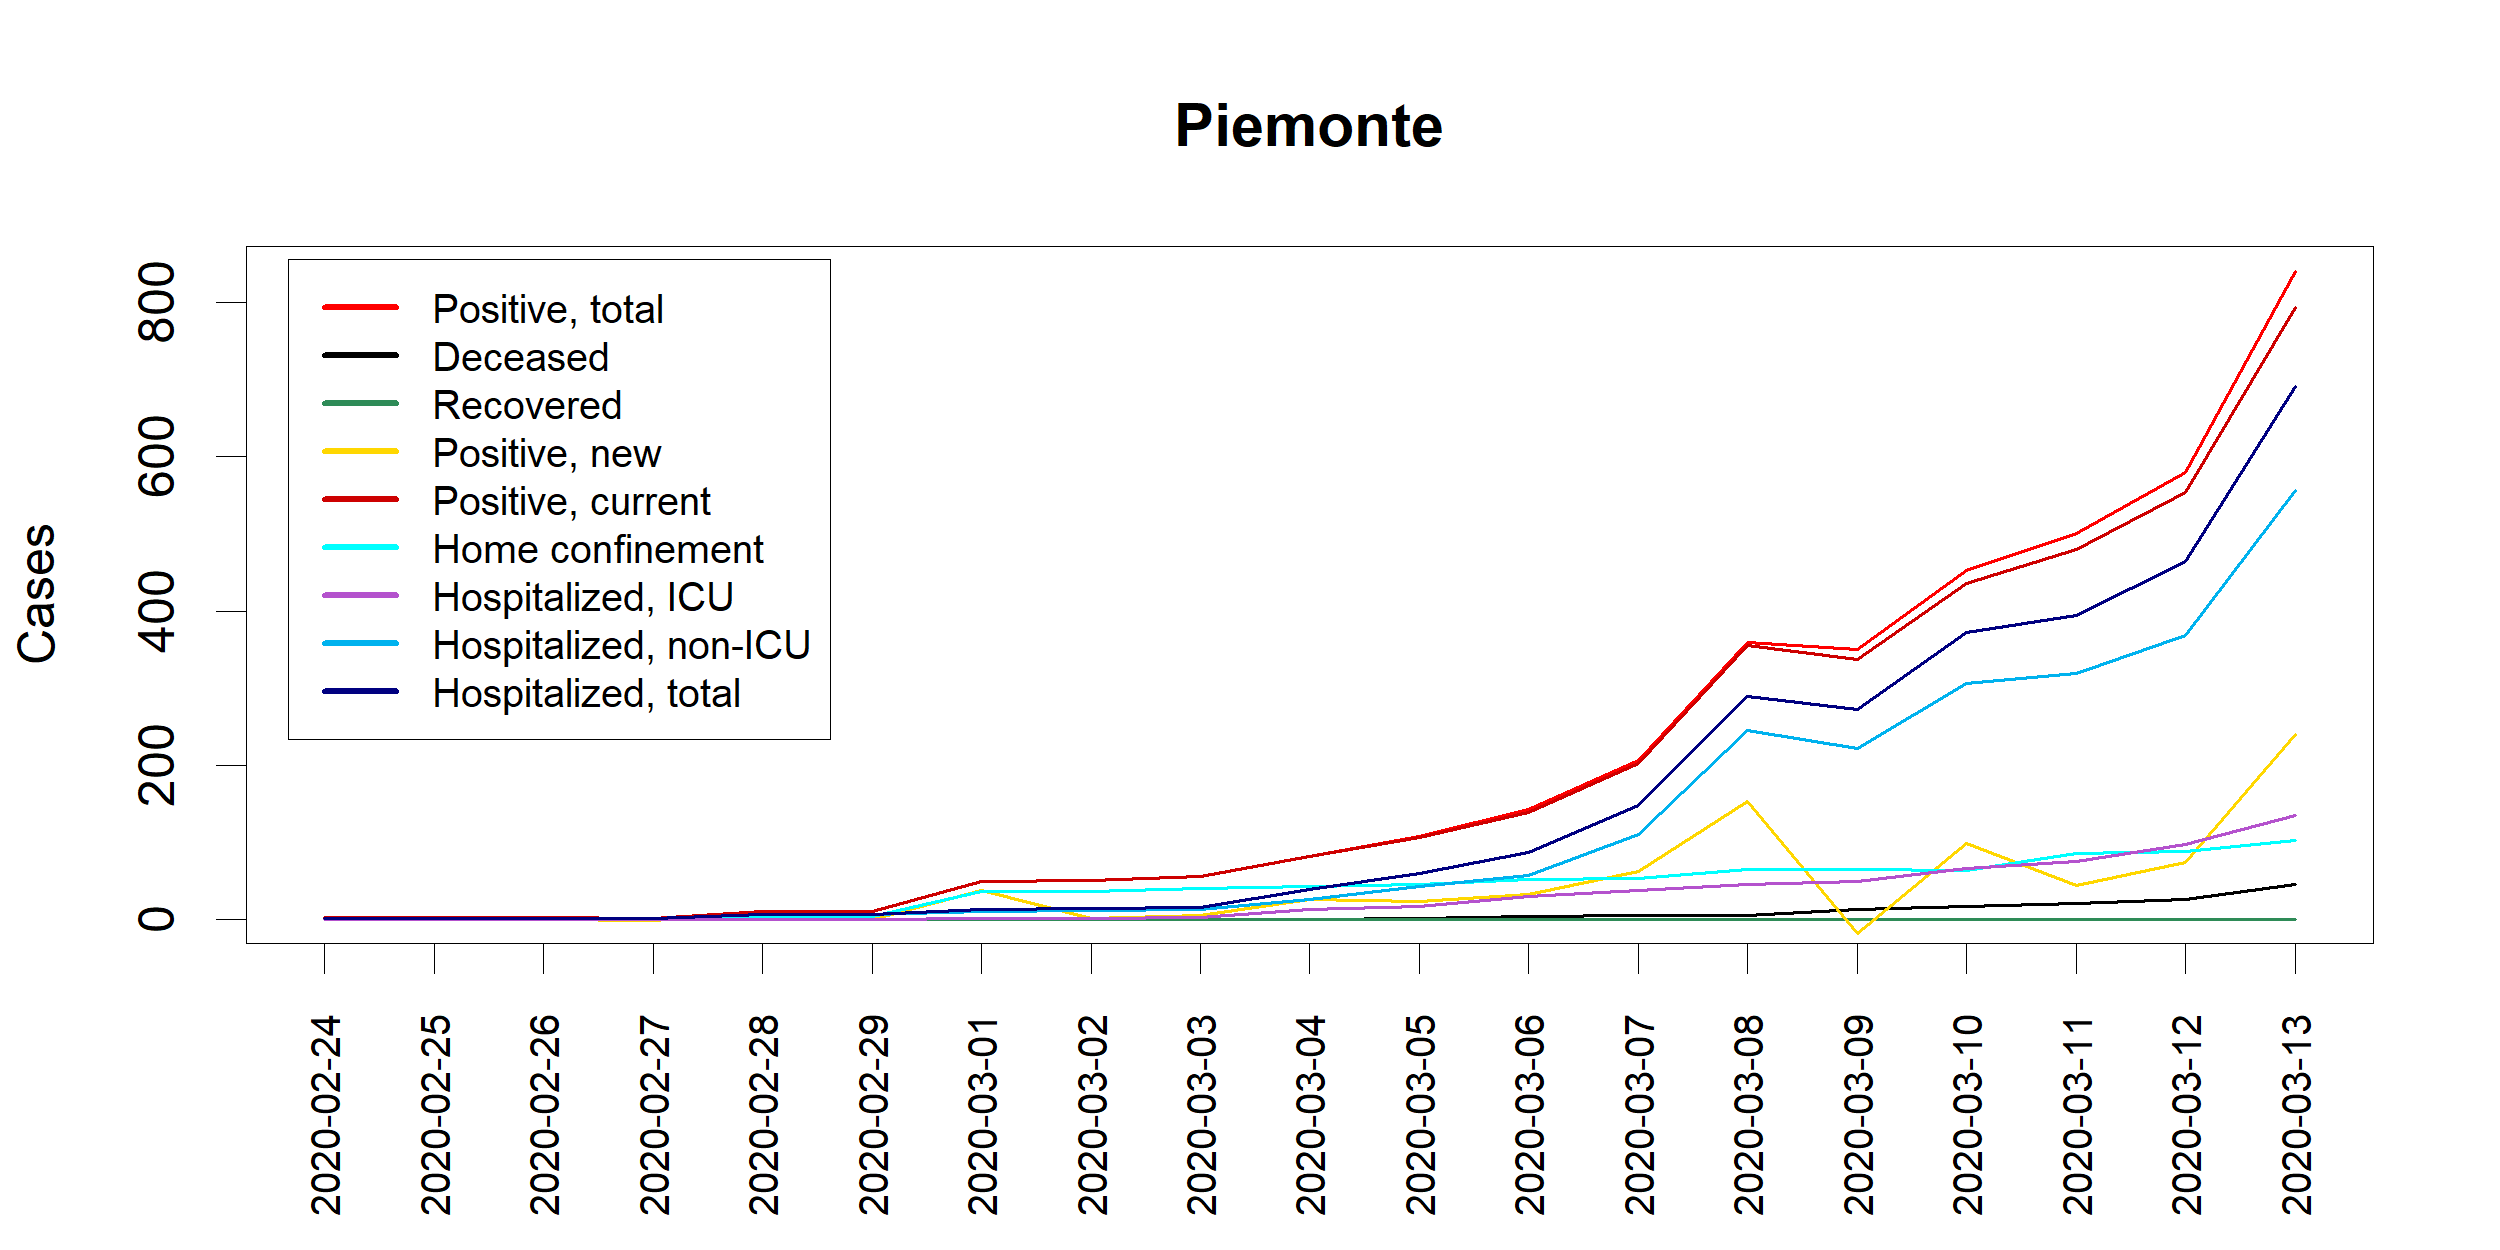 Piemonte
Cases
800
600
400
200
0
Positive, total
Deceased
Recovered
Positive, new
Positive, current
Home confinement
Hospitalized, ICU
Hospitalized, non-ICU
Hospitalized, total
2020-02-24
2020-02-25
2020-02-26
2020-02-27
2020-02-28
2020-02-29
2020-03-01
2020-03-02
2020-03-03
2020-03-04
2020-03-05
2020-03-06
2020-03-07
2020-03-08
2020-03-09
2020-03-10
2020-03-11
2020-03-12
2020-03-13